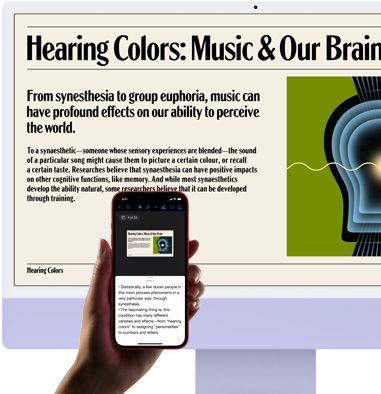 Hearing Colors: Music & Our Brain
From synesthesia to group euphoria, music can
have profound effects on our ability to perceive
the world.
To a synaesthetic—someone whose sensory experiences are blended—the sound
of a particular song might cause them to picture a certain colour, or recall
a certain taste. Researchers believe that synaesthesia can have positive impacts
on other cognitive functions, like memory. And while most synaesthetics
develop the ability natural, some researchers believe that it can be developed
through training.
Hearing Colors
Hearing Colors: Music & Our Brain
• Statistically, a few dozen people in
this room process phenomena in a
very particular way: through
synesthesia.
• The fascinating thing is, this
condition has many different
varieties and effects—from "hearing
colors" to assigning "personalities"
to numbers and letters.